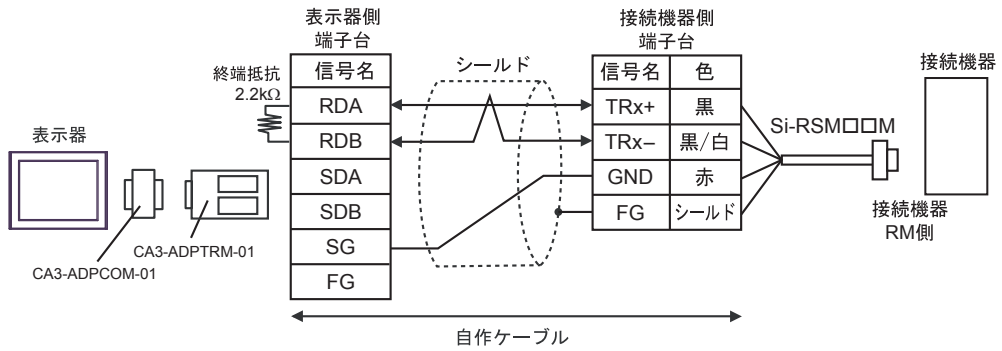 表示器
CA3-ADPCOM-01
CA3-ADPTRM-01
終端抵抗
2.2kΩ
表示器側
端子台
信号名
RDA
RDB
SDA
SDB
SG
FG
シールド
接続機器側
端子台
信号名 色
TRx+ 黒
TRx− 黒/白
GND 赤
FG シールド
Si-RSM□□M
接続機器
接続機器
RM側
自作ケーブル